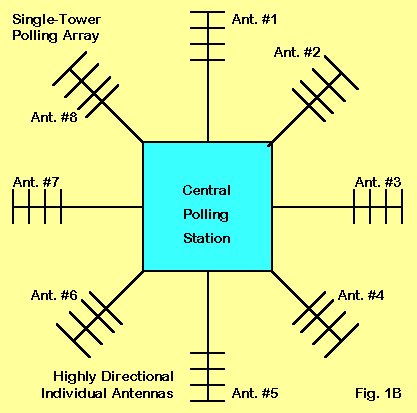 Single-Tower
Polling Array
Ant. #1
Ant. #2
Ant. #8
Ant. #7
Central
Polling
Station
Ant. #3
Ant. #6
Ant. #4
Highly Directional
Individual Antennas
Ant. #5
Fig. 1B